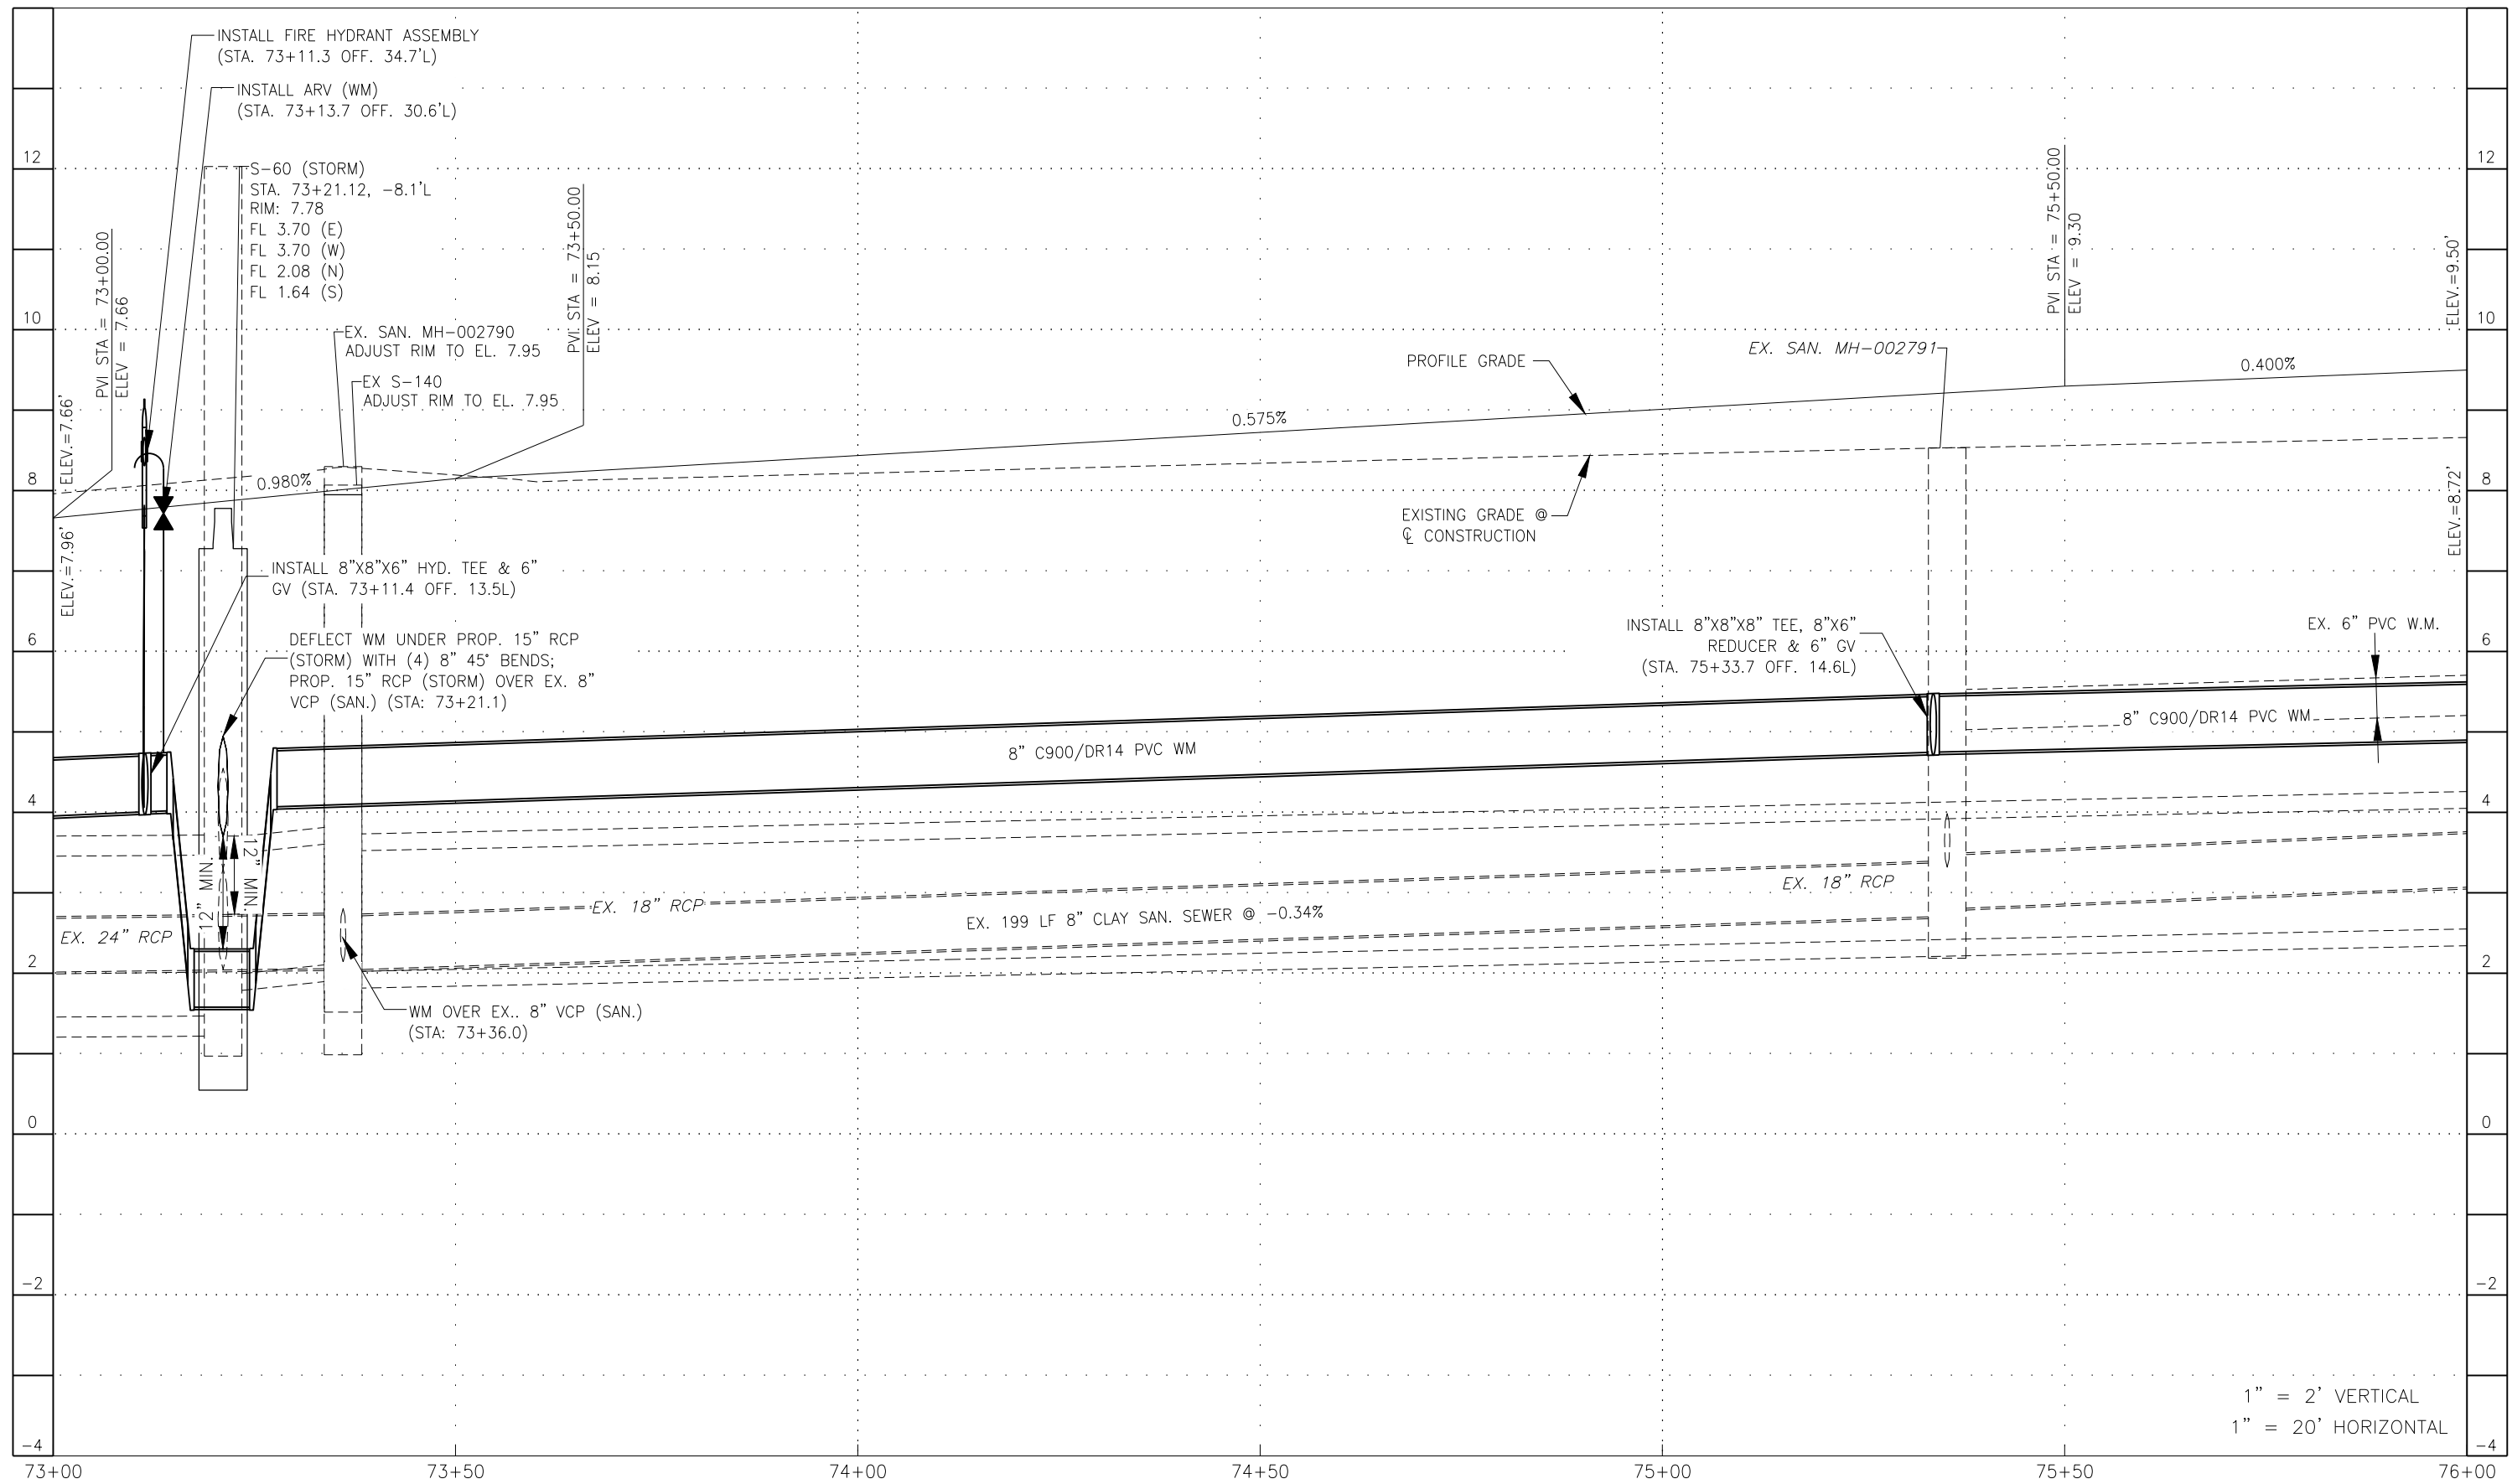 INSTALL FIRE HYDRANT ASSEMBLY
(STA. 73+11.3 OFF. 34.7'L)
INSTALL ARV (WM)
(STA. 73+13.7 OFF. 30.6'L)
12
12
S-60 (STORM)
STA. 73+21.12, -8.1'L
RIM: 7.78
FL 3.70 (E)
FL 3.70 (W)
FL 2.08 (N)
FL 1.64 (S)
PVI STA = 73+00.00
ELEV = 7.66
PVI STA = 73+50.00
ELEV = 8.15
PVI STA = 75+50.00
ELEV = 9.30
ELEV.=9.50'
10
10
EX. SAN. MH-002790
ADJUST RIM TO EL. 7.95
EX S-140
ADJUST RIM TO EL. 7.95
PROFILE GRADE
EX. SAN. MH-002791
0.400%
0.575%
ELEV.=7.66'
8
0.980%
8
ELEV.=7.96'
ELEV.=8.72'
EXISTING GRADE @
℄ CONSTRUCTION
INSTALL 8"X8"X6" HYD. TEE & 6"
GV (STA. 73+11.4 OFF. 13.5L)
6
6
DEFLECT WM UNDER PROP. 15" RCP
(STORM) WITH (4) 8" 45° BENDS;
PROP. 15" RCP (STORM) OVER EX. 8"
VCP (SAN.) (STA: 73+21.1)
INSTALL 8"X8"X8" TEE, 8"X6"
REDUCER & 6" GV
(STA. 75+33.7 OFF. 14.6L)
EX. 6" PVC W.M.
8" C900/DR14 PVC WM
8" C900/DR14 PVC WM
4
4
12" MIN.
12" MIN.
EX. 24" RCP
EX. 18" RCP
EX. 18" RCP
EX. 199 LF 8" CLAY SAN. SEWER @ -0.34%
2
2
WM OVER EX.. 8" VCP (SAN.)
(STA: 73+36.0)
0
0
-2
-2
1" = 2' VERTICAL
1" = 20' HORIZONTAL
-4
-4
73+00
73+50
74+00
74+50
75+00
75+50
76+00